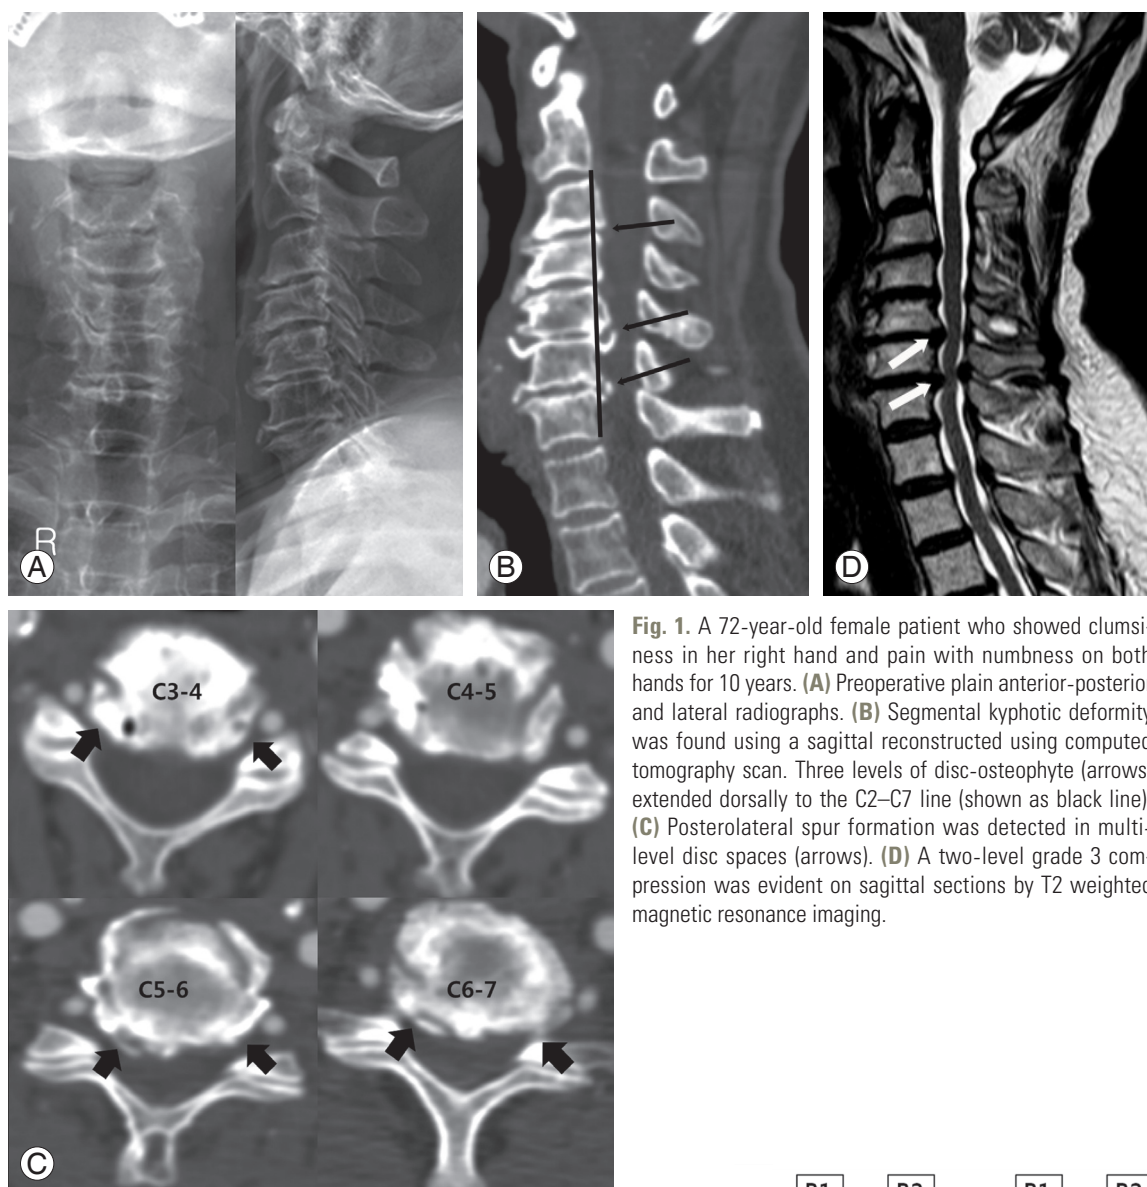 R
A
B
D
C3-4
C4-5
C5-6
C6-7
C
Fig. 1. A 72-year-old female patient who showed clumsi-
ness in her right hand and pain with numbness on both
hands for 10 years. (A) Preoperative plain anterior-posterio
and lateral radiographs. (B) Segmental kyphotic deformity
was found using a sagittal reconstructed using computed
tomography scan. Three levels of disc-osteophyte (arrows
extended dorsally to the C2–C7 line (shown as black line)
(C) Posterolateral spur formation was detected in multi-
level disc spaces (arrows). (D) A two-level grade 3 com-
pression was evident on sagittal sections by T2 weighted
magnetic resonance imaging.